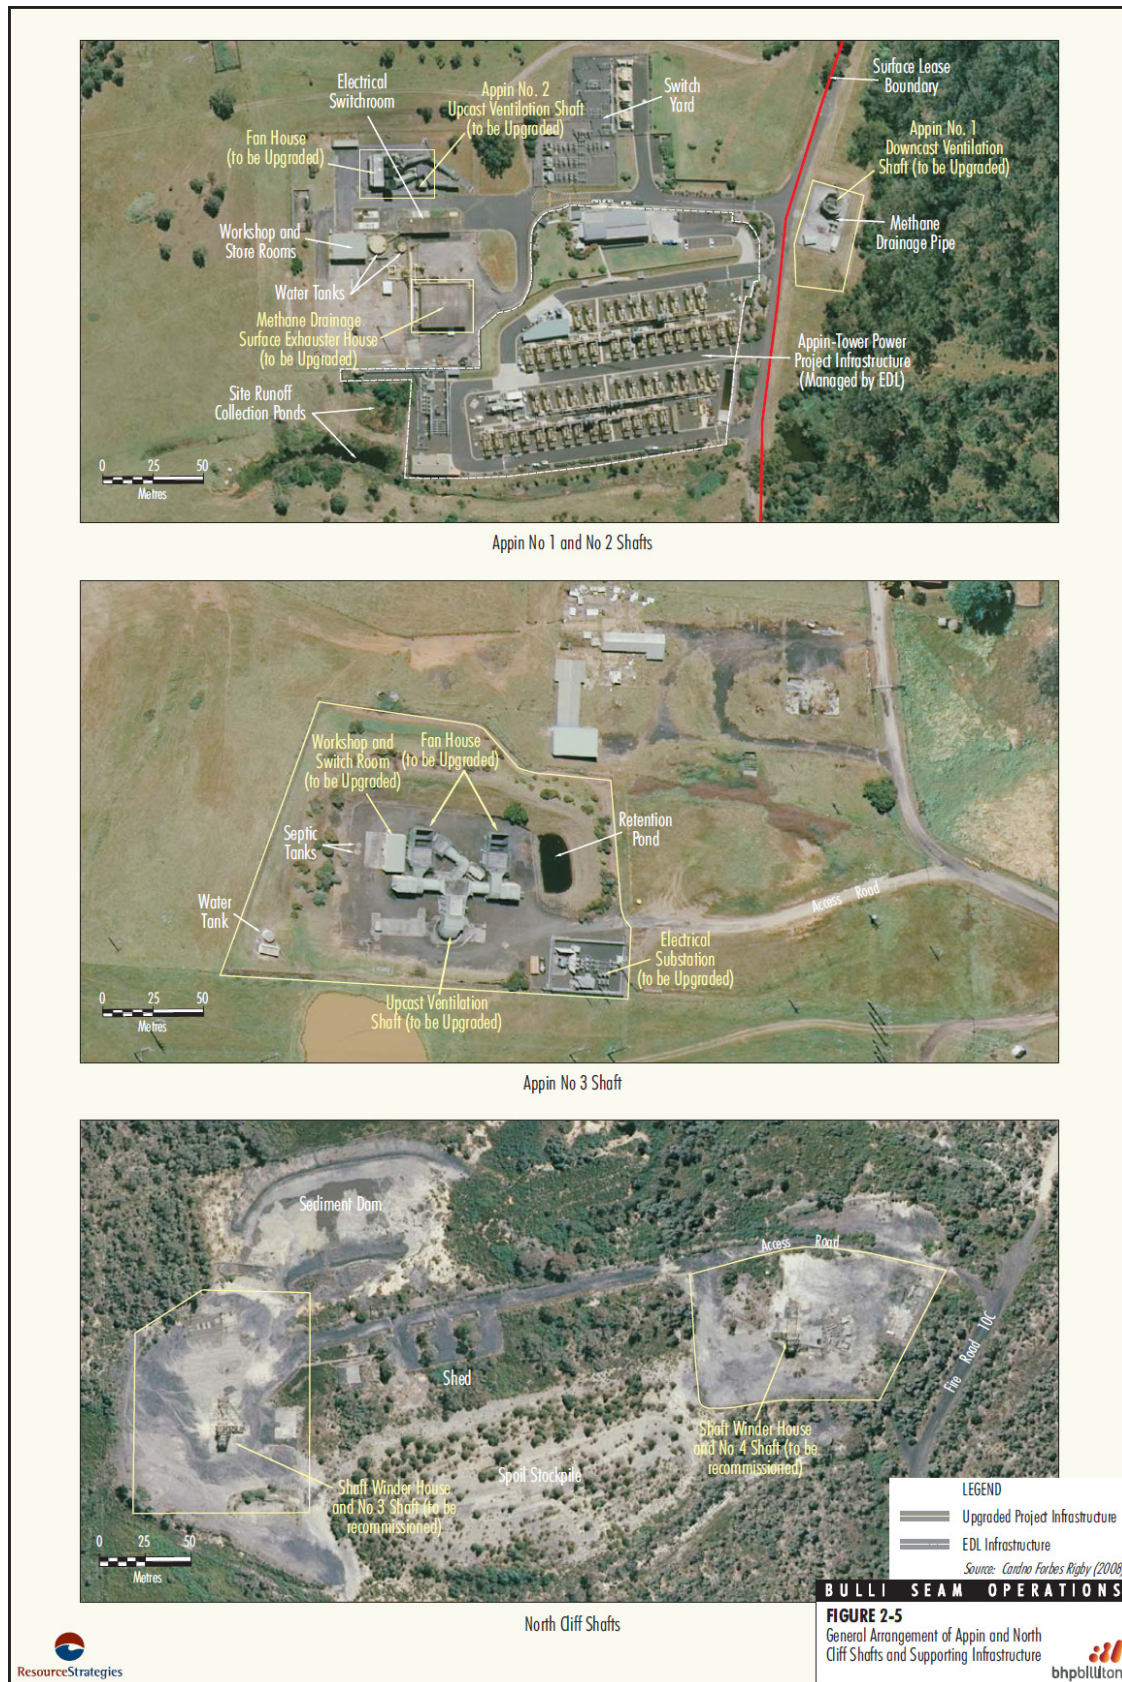 Electrical
Switchroom
Appin No. 2
Upcast Ventilation Shaft
(to be Upgraded)
Switch
Yard
Surface Lease
Boundary
Fan House
(to be Upgraded)
Appin No. 1
Downcast Ventilation
Shaft (to be Upgraded)
Workshop and
Store Rooms
Methane
Drainage Pipe
Water Tanks
Methane Drainage
Surface Exhauster House
(to be Upgraded)
Appin-Tower Power
Project Infrastructure
(Managed by EDL)
Site Runoff
Collection Ponds
0 25 50
Metres
Appin No 1 and No 2 Shafts
Workshop and
Switch Room
(to be Upgraded)
Fan House
(to be Upgraded)
Septic
Tanks
Retention
Pond
Water
Tank
Access Road
Electrical
Substation
(to be Upgraded)
Upcast Ventilation
Shaft (to be Upgraded)
0 25 50
Metres
Appin No 3 Shaft
Sediment Dam
Access Road
Fire Road 10C
Shed
Shaft Winder House
and No 4 Shaft (to be
recommissioned)
Spoil Stockpile
Shaft Winder House
and No 3 Shaft (to be
recommissioned)
0 25 50
Metres
North Cliff Shafts
LEGEND
Upgraded Project Infrastructure
EDL Infrastructure
Source: Cardno Forbes Rigby (2008)
BULLI SEAM OPERATIONS
FIGURE 2-5
General Arrangement of Appin and North
Cliff Shafts and Supporting Infrastructure
ResourceStrategies
bhpbilliton